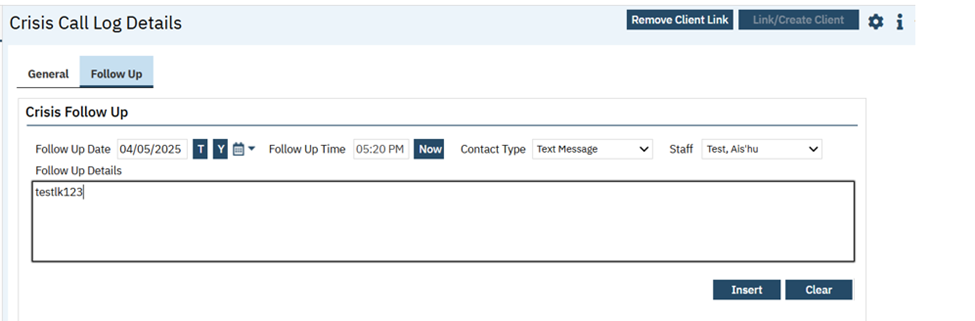 Crisis Call Log Details
Remove Client Link
Link/Create Client
General
Follow Up
Crisis Follow Up
Follow Up Date 04/05/2025 T Y Follow Up Time 05:20 PM Now Contact Type Text Message Staff Test, Ais'hu
Follow Up Details
testlk123
Insert
Clear